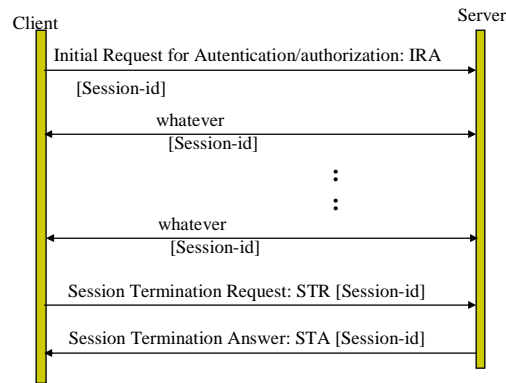 Client
Server
Initial Request for Autentication/authorization: IRA
[Session-id]
whatever
[Session-id]
:
:
whatever
[Session-id]
Session Termination Request: STR [Session-id]
Session Termination Answer: STA [Session-id]